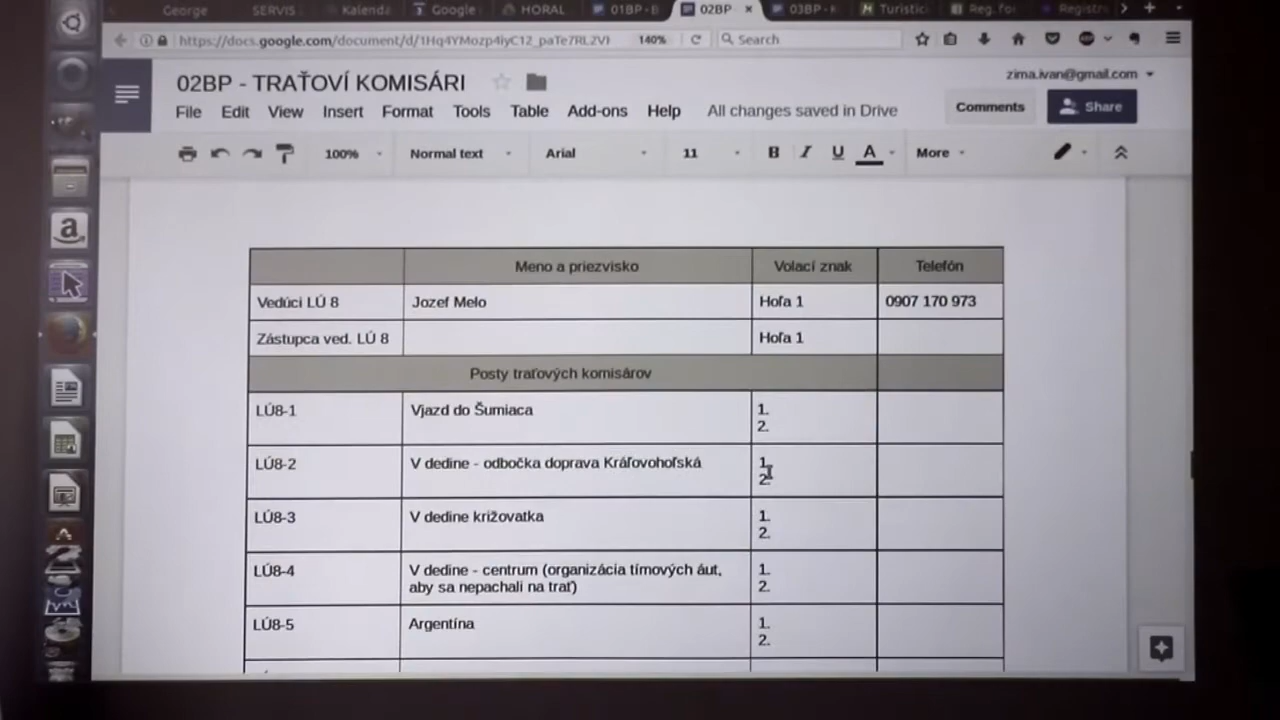 George SERVIS Kalenda Google HORAL 01BP - B 02BP - 03BP - K Turistic Reg. for Registra
https://docs.google.com/document/d/1Hq4YMozp4iyC12_paTe7RLZVI 140% Search
02BP - TRAŤOVÍ KOMISÁRI
zima.ivan@gmail.com
File Edit View Insert Format Tools Table Add-ons Help All changes saved in Drive
Comments Share
100% Normal text Arial 11 B I U A More
Meno a priezvisko Volací znak Telefón
Vedúci LÚ 8 Jozef Melo Hoľa 1 0907 170 973
Zástupca ved. LÚ 8 Hoľa 1
Posty traťových komisárov
LÚ8-1 Vjazd do Šumiaca 1.
2.
LÚ8-2 V dedine - odbočka doprava Kráľovohoľská 1.
2.
LÚ8-3 V dedine križovatka 1.
2.
LÚ8-4 V dedine - centrum (organizácia tímových áut, 1.
aby sa nepachali na trať) 2.
LÚ8-5 Argentína 1.
2.